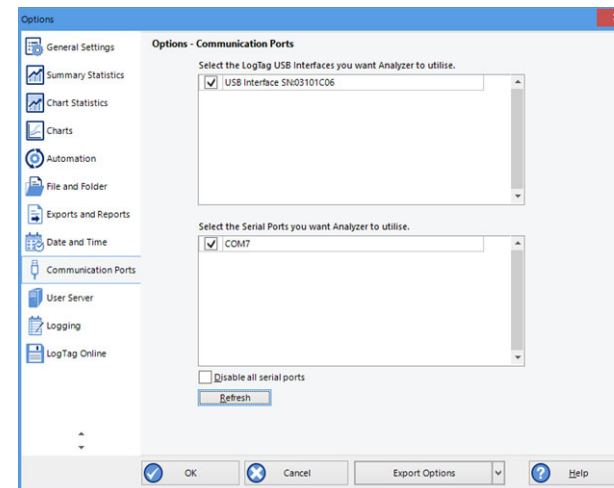 Options
General Settings
Summary Statistics
Chart Statistics
Charts
Automation
File and Folder
Exports and Reports
Date and Time
Communication Ports
User Server
Logging
LogTag Online
Options - Communication Ports
Select the LogTag USB Interfaces you want Analyzer to utilise.
USB Interface SN:03101C06
Select the Serial Ports you want Analyzer to utilise.
COM7
Disable all serial ports
Refresh
OK
Cancel
Export Options
Help